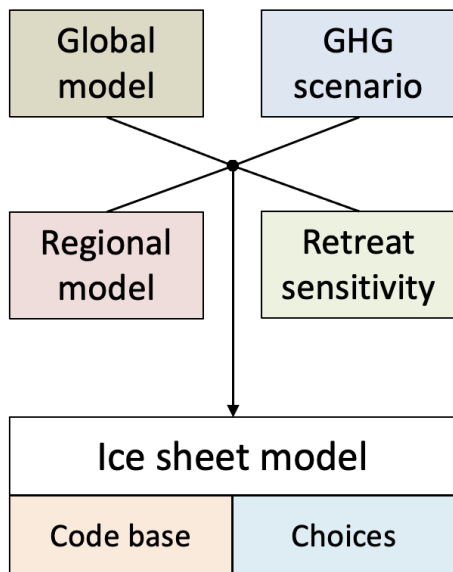 Global
model
GHG
scenario
Regional
model
Retreat
sensitivity
Ice sheet model
Code base
Choices